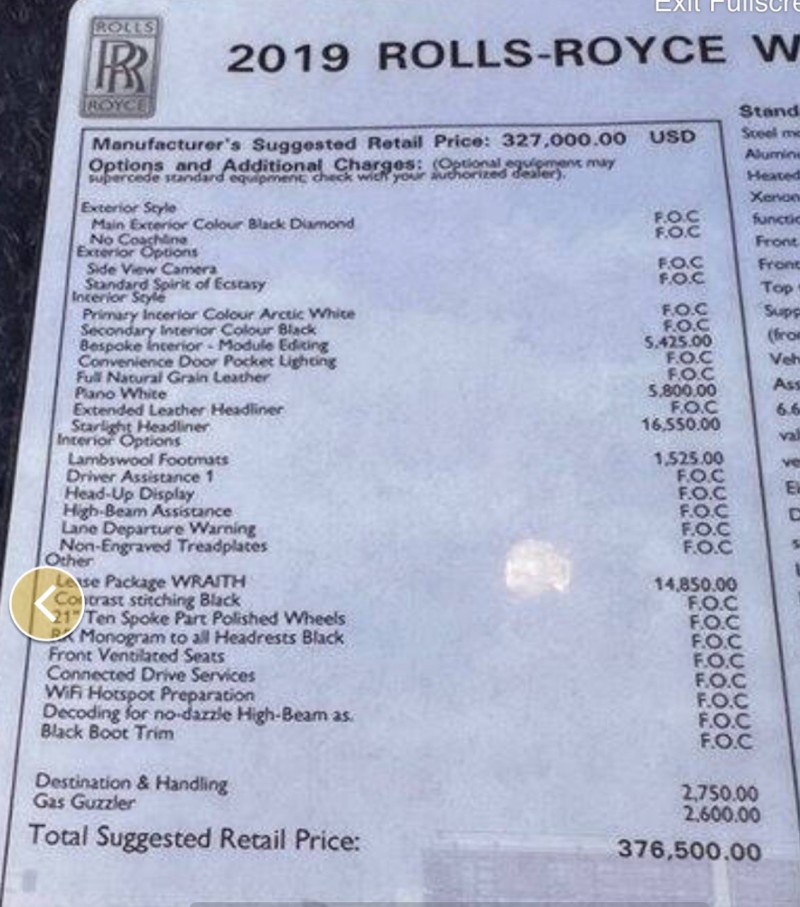 Exit Fullscre
ROLLS
RR
ROYCE
2019 ROLLS-ROYCE W
Manufacturer's Suggested Retail Price: 327,000.00 USD
Options and Additional Charges: (Optional equipment may
supercede standard equipment; check with your authorized dealer).
Exterior Style
Main Exterior Colour Black Diamond F.O.C
No Coachline F.O.C
Exterior Options
Side View Camera F.O.C
Standard Spirit of Ecstasy F.O.C
Interior Style
Primary Interior Colour Arctic White F.O.C
Secondary Interior Colour Black F.O.C
Bespoke Interior - Module Editing 5,425.00
Convenience Door Pocket Lighting F.O.C
Full Natural Grain Leather F.O.C
Piano White 5,800.00
Extended Leather Headliner F.O.C
Starlight Headliner 16,550.00
Interior Options
Lambswool Footmats 1,525.00
Driver Assistance 1 F.O.C
Head-Up Display F.O.C
High-Beam Assistance F.O.C
Lane Departure Warning F.O.C
Non-Engraved Treadplates F.O.C
Other
Lease Package WRAITH 14,850.00
Contrast stitching Black F.O.C
21" Ten Spoke Part Polished Wheels F.O.C
RR Monogram to all Headrests Black F.O.C
Front Ventilated Seats F.O.C
Connected Drive Services F.O.C
WiFi Hotspot Preparation F.O.C
Decoding for no-dazzle High-Beam as. F.O.C
Black Boot Trim F.O.C
Destination & Handling 2,750.00
Gas Guzzler 2,600.00
Total Suggested Retail Price: 376,500.00
Stand
Steel mo
Alumin
Heated
Xenon
functio
Front
Front
Top
Supp
(fro
Veh
Ass
6.6
val
ve
E
D
s